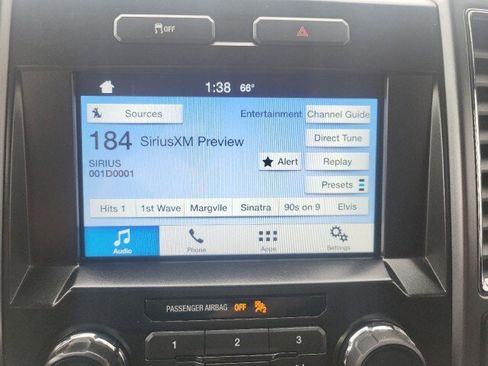 OFF
1:38 66°
Sources Entertainment Channel Guide
184 SiriusXM Preview Direct Tune
SIRIUS
001D0001
Alert Replay
Presets
Hits 1 1st Wave Margvlle Sinatra 90s on 9 Elvis
Audio Phone Apps Settings
PASSENGER AIRBAG OFF
1 2 3